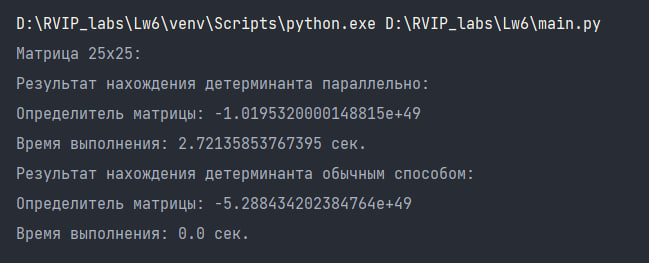 D:\RVIP_labs\Lw6\venv\Scripts\python.exe D:\RVIP_labs\Lw6\main.py
Матрица 25x25:
Результат нахождения детерминанта параллельно:
Определитель матрицы: -1.0195320000148815e+49
Время выполнения: 2.72135853767395 сек.
Результат нахождения детерминанта обычным способом:
Определитель матрицы: -5.288434202384764e+49
Время выполнения: 0.0 сек.